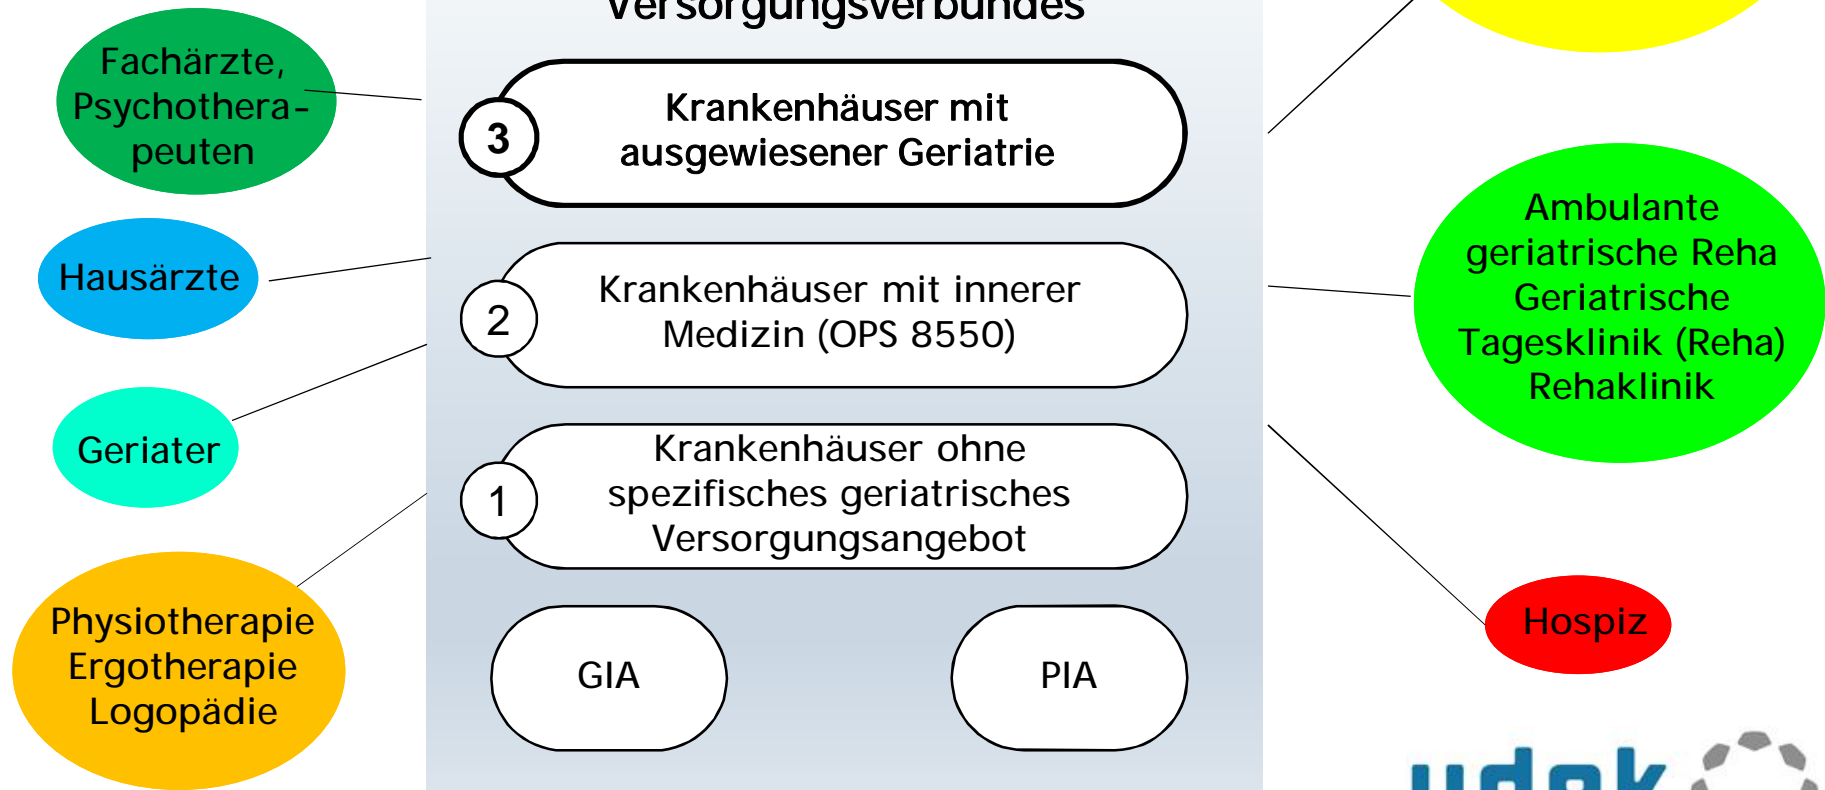 Versorgungsverbundes
Fachärzte,
Psychothera-
peuten
Hausärzte
Geriater
Physiotherapie
Ergotherapie
Logopädie
3
Krankenhäuser mit
ausgewiesener Geriatrie
2
Krankenhäuser mit innerer
Medizin (OPS 8550)
1
Krankenhäuser ohne
spezifisches geriatrisches
Versorgungsangebot
GIA
PIA
Ambulante
geriatrische Reha
Geriatrische
Tagesklinik (Reha)
Rehaklinik
Hospiz
vdek